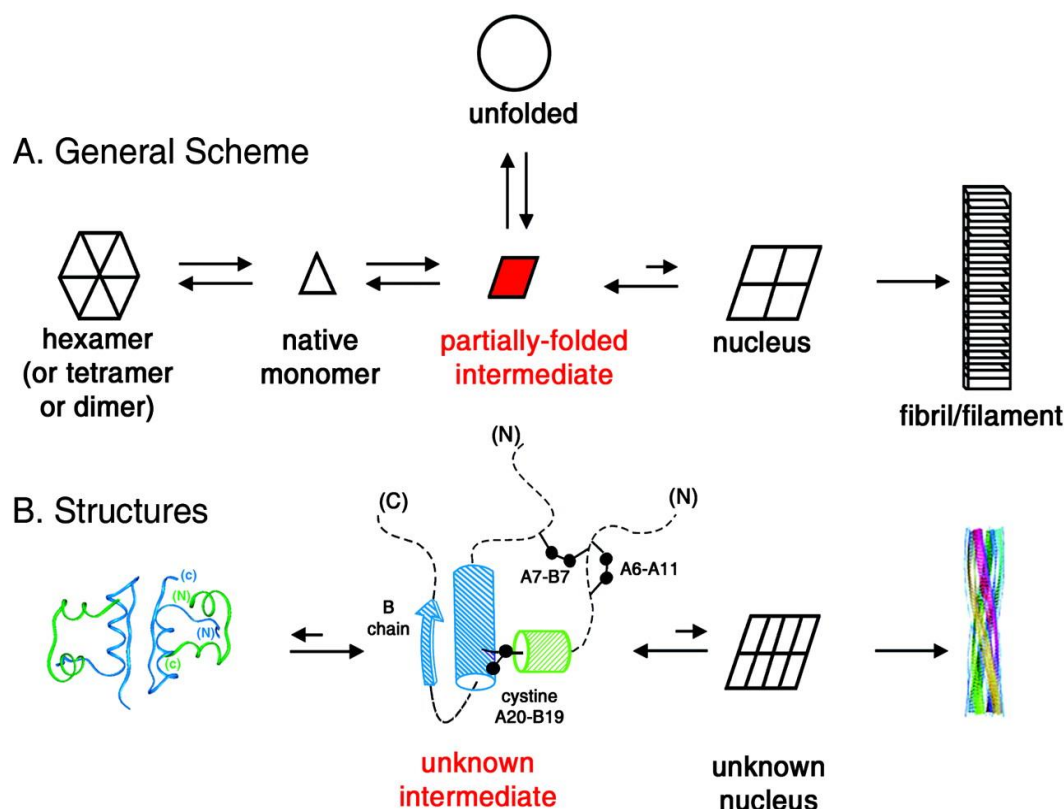 unfolded
A. General Scheme
hexamer
(or tetramer
or dimer)
native
monomer
partially-folded
intermediate
nucleus
fibril/filament
B. Structures
(c)
(N)
(N)
(c)
(C)
(N)
(N)
A7-B7
A6-A11
B
chain
cystine
A20-B19
unknown
intermediate
unknown
nucleus